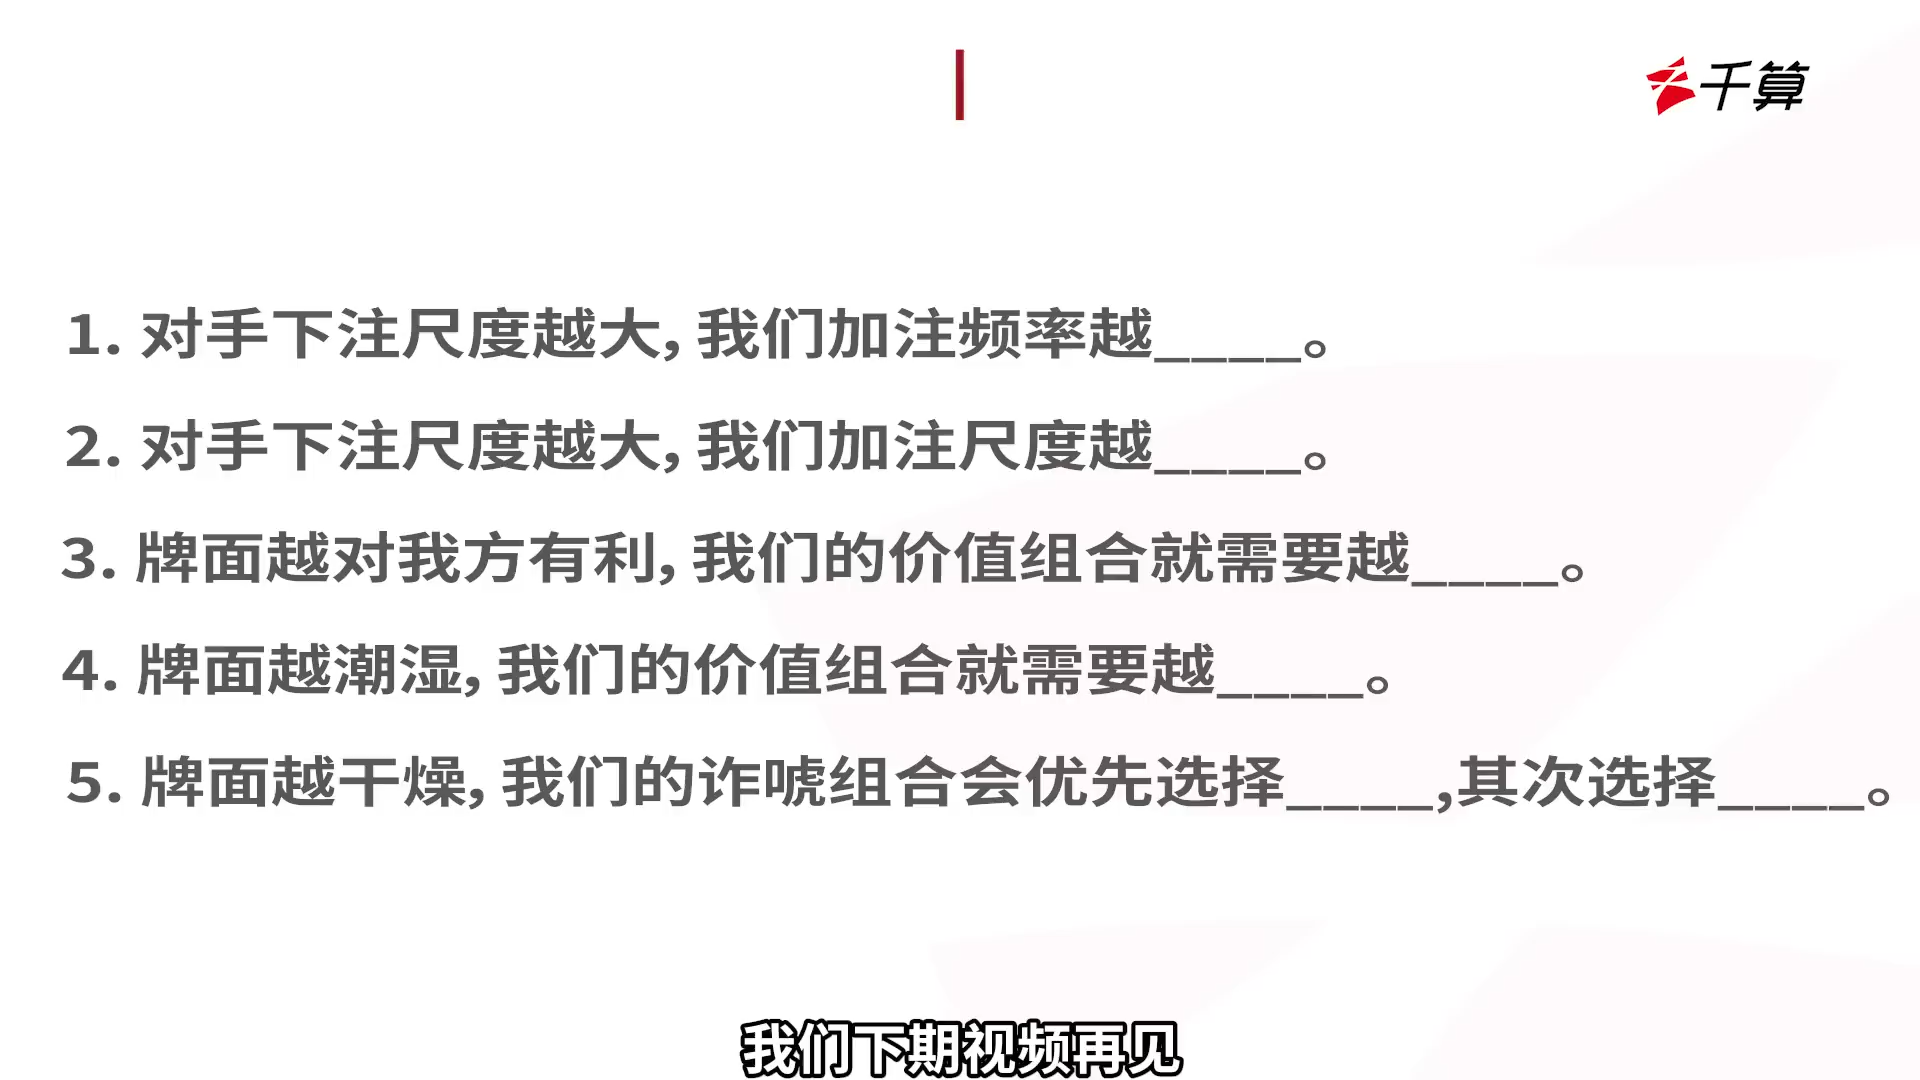 千算
1. 对手下注尺度越大，我们加注频率越____。
2. 对手下注尺度越大，我们加注尺度越____。
3. 牌面越对我方有利，我们的价值组合就需要越____。
4. 牌面越潮湿，我们的价值组合就需要越____。
5. 牌面越干燥，我们的诈唬组合会优先选择____,其次选择____。
我们下期视频再见